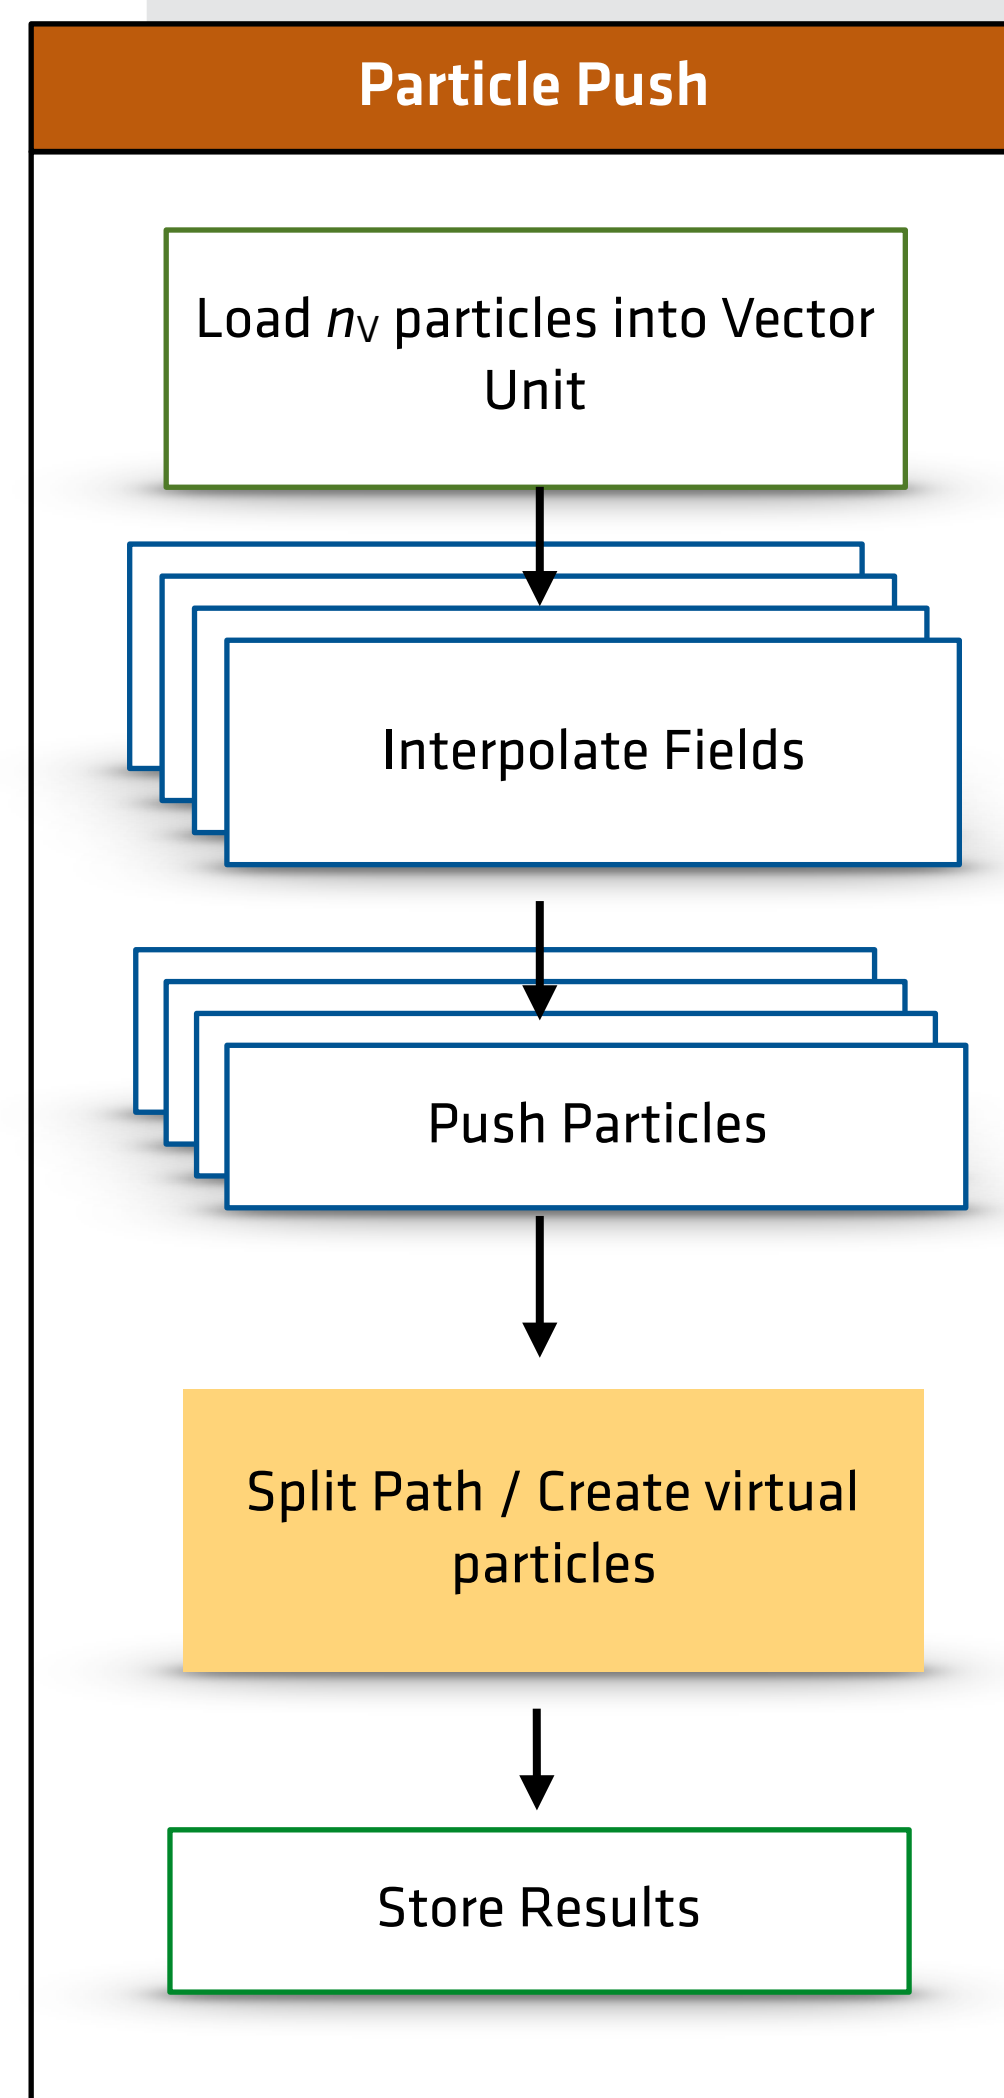 Particle Push
Load nV particles into Vector
Unit
Interpolate Fields
Push Particles
Split Path / Create virtual
particles
Store Results